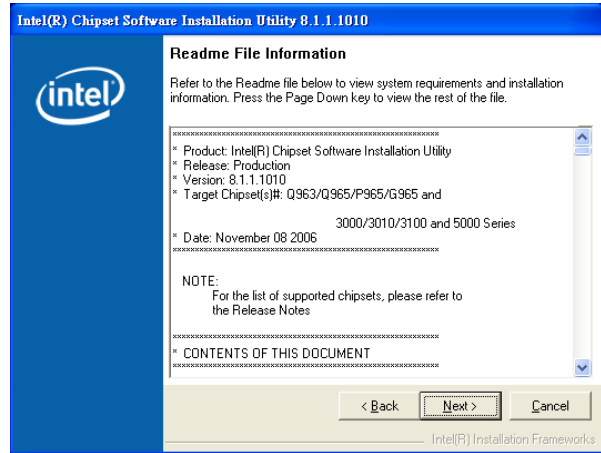 Intel(R) Chipset Software Installation Utility 8.1.1.1010
intel
Readme File Information
Refer to the Readme file below to view system requirements and installation
information. Press the Page Down key to view the rest of the file.
************************************************************
* Product: Intel(R) Chipset Software Installation Utility
* Release: Production
* Version: 8.1.1.1010
* Target Chipset(s)#: Q963/Q965/P965/G965 and
3000/3010/3100 and 5000 Series
* Date: November 08 2006
************************************************************
NOTE:
For the list of supported chipsets, please refer to
the Release Notes
************************************************************
* CONTENTS OF THIS DOCUMENT
************************************************************
< Back
Next >
Cancel
Intel(R) Installation Frameworks